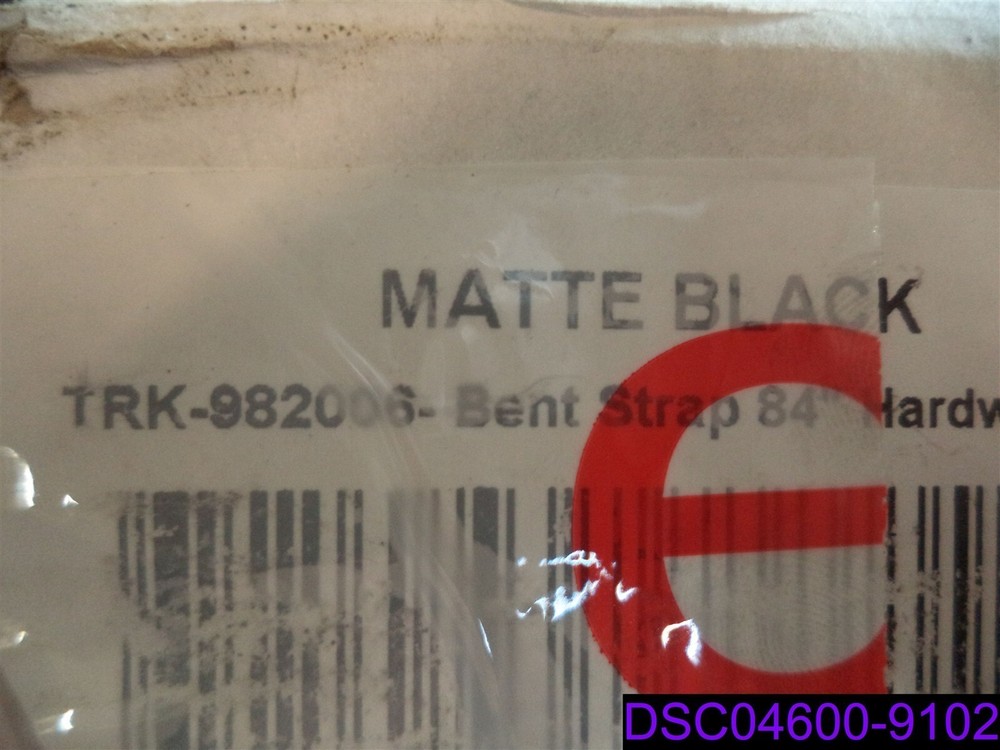 MATTE BLACK
TRK-982006- Bent Strap 84" Hardw
e
DSC04600-9102